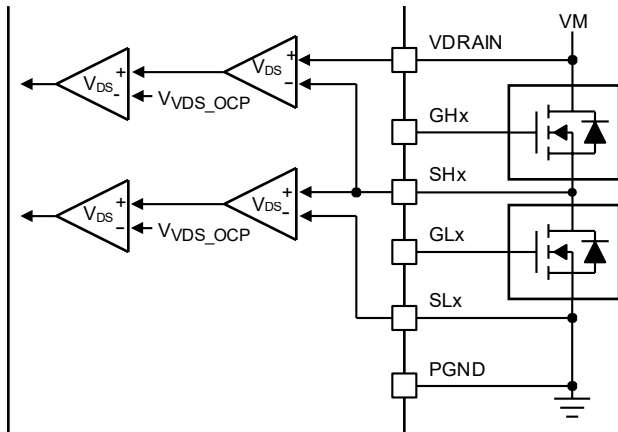 VM
VDRAIN
+
-
VDS
+
-
VDS
VVDS_OCP
GHx
SHx
+
-
VDS
+
-
VDS
VVDS_OCP
GLx
SLx
PGND